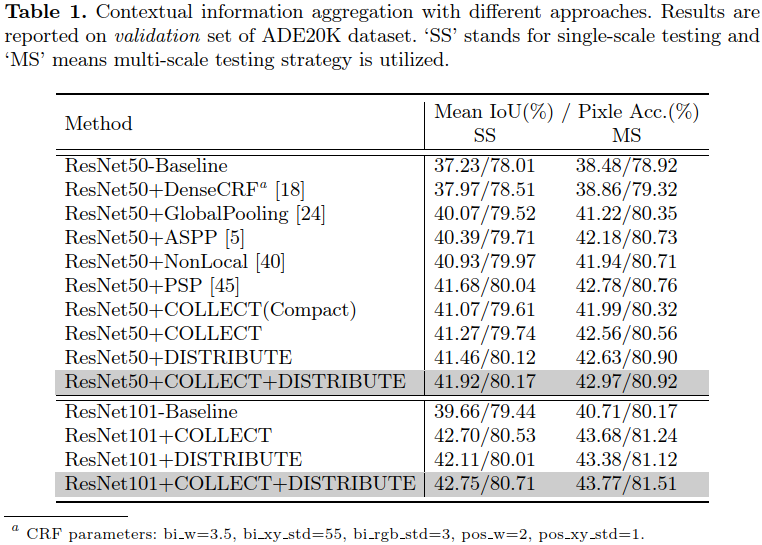 Table 1. Contextual information aggregation with different approaches. Results are
reported on validation set of ADE20K dataset. ‘SS’ stands for single-scale testing and
‘MS’ means multi-scale testing strategy is utilized.
Method Mean IoU(%) / Pixle Acc.(%)
SS MS
ResNet50-Baseline 37.23/78.01 38.48/78.92
ResNet50+DenseCRFᵃ [18] 37.97/78.51 38.86/79.32
ResNet50+GlobalPooling [24] 40.07/79.52 41.22/80.35
ResNet50+ASPP [5] 40.39/79.71 42.18/80.73
ResNet50+NonLocal [40] 40.93/79.97 41.94/80.71
ResNet50+PSP [45] 41.68/80.04 42.78/80.76
ResNet50+COLLECT(Compact) 41.07/79.61 41.99/80.32
ResNet50+COLLECT 41.27/79.74 42.56/80.56
ResNet50+DISTRIBUTE 41.46/80.12 42.63/80.90
ResNet50+COLLECT+DISTRIBUTE 41.92/80.17 42.97/80.92
ResNet101-Baseline 39.66/79.44 40.71/80.17
ResNet101+COLLECT 42.70/80.53 43.68/81.24
ResNet101+DISTRIBUTE 42.11/80.01 43.38/81.12
ResNet101+COLLECT+DISTRIBUTE 42.75/80.71 43.77/81.51
ᵃ CRF parameters: bi_w=3.5, bi_xy_std=55, bi_rgb_std=3, pos_w=2, pos_xy_std=1.